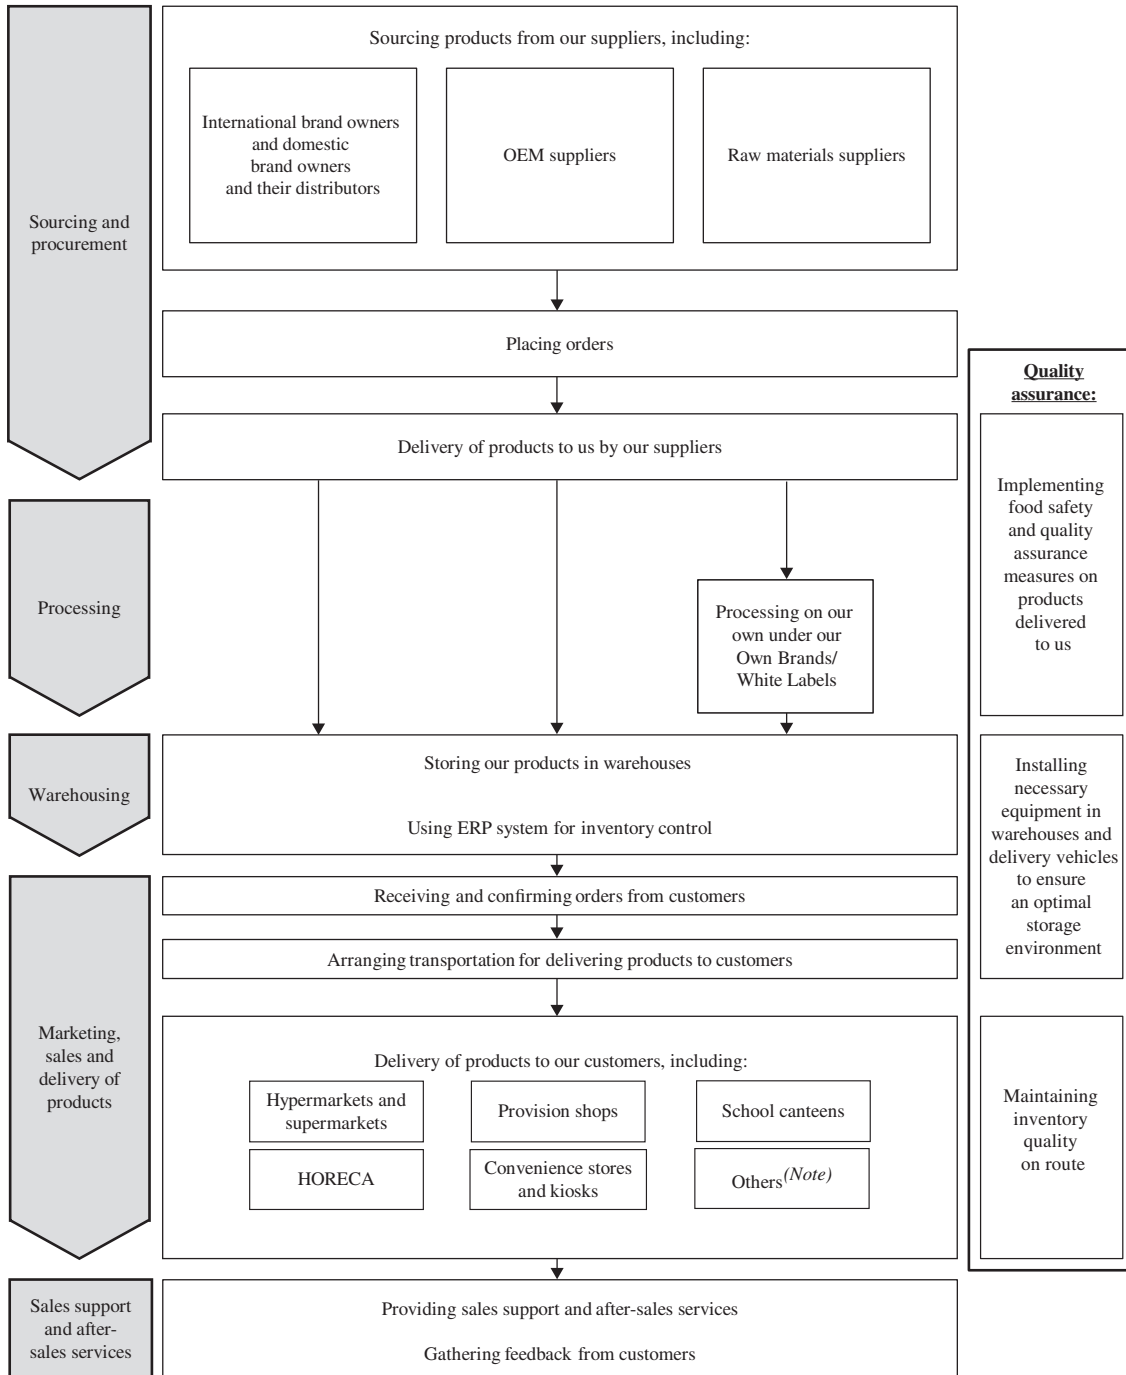 Sourcing products from our suppliers, including:
International brand owners
and domestic
brand owners
and their distributors
OEM suppliers
Raw materials suppliers
Sourcing and
procurement
Placing orders
Delivery of products to us by our suppliers
Quality
assurance:
Implementing
food safety
and quality
assurance
measures on
products
delivered
to us
Processing
Processing on our
own under our
Own Brands/
White Labels
Warehousing
Storing our products in warehouses
Using ERP system for inventory control
Installing
necessary
equipment in
warehouses and
delivery vehicles
to ensure
an optimal
storage
environment
Receiving and confirming orders from customers
Arranging transportation for delivering products to customers
Marketing,
sales and
delivery of
products
Delivery of products to our customers, including:
Hypermarkets and
supermarkets
Provision shops
School canteens
HORECA
Convenience stores
and kiosks
Others(Note)
Maintaining
inventory
quality
on route
Sales support
and after-
sales services
Providing sales support and after-sales services
Gathering feedback from customers